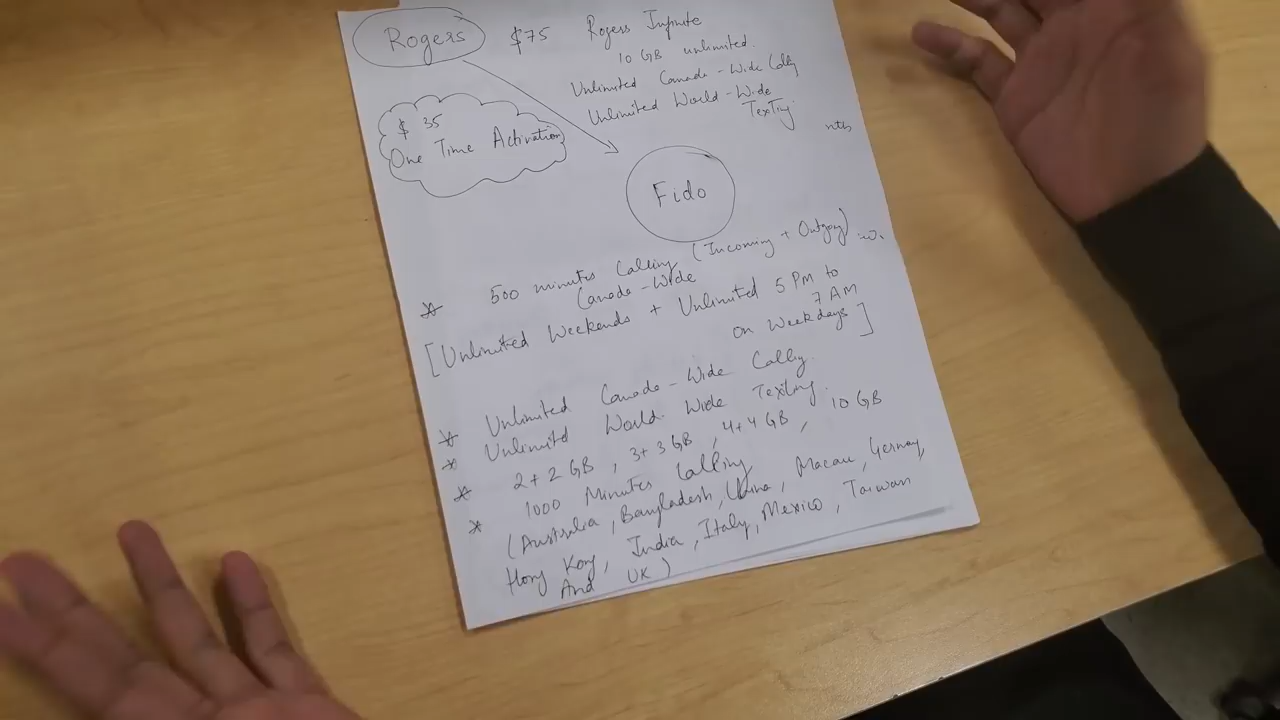 Rogers $75 Rogers Infinite
10 GB unlimited.
Unlimited Canada-Wide Calling
Unlimited World-Wide
Texting
$35
One Time Activation
nths
Fido
* 500 minutes Calling (Incoming + Outgoing)
Canada-Wide
[Unlimited Weekends + Unlimited 5 PM to
7 AM
on Weekdays]
* Unlimited Canada-Wide Calling.
* Unlimited World Wide Texting.
* 2+2 GB, 3+3 GB, 4+4 GB, 10 GB
* 1000 Minutes Calling
(Australia, Bangladesh, China, Macau, Germany,
Hong Kong, India, Italy, Mexico, Taiwan
And UK)